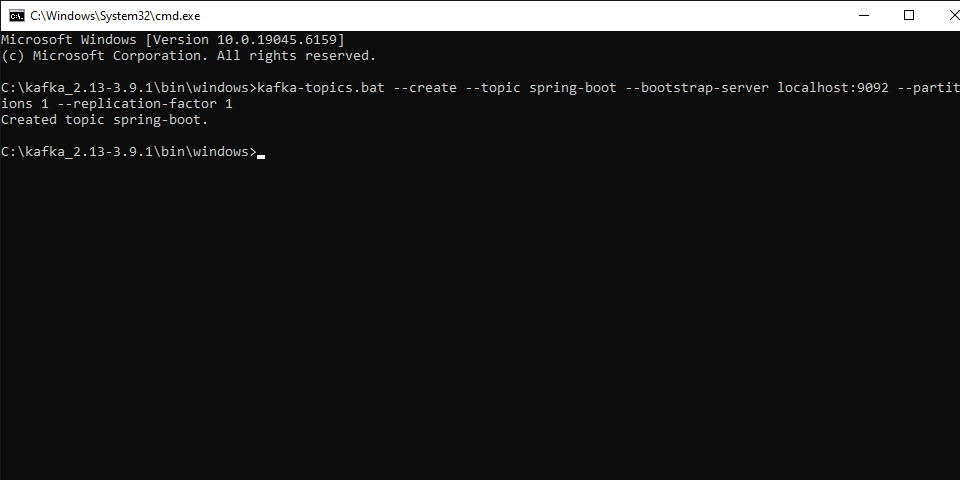 C:\Windows\System32\cmd.exe
Microsoft Windows [Version 10.0.19045.6159]
(c) Microsoft Corporation. All rights reserved.
C:\kafka_2.13-3.9.1\bin\windows>kafka-topics.bat --create --topic spring-boot --bootstrap-server localhost:9092 --partit
ions 1 --replication-factor 1
Created topic spring-boot.
C:\kafka_2.13-3.9.1\bin\windows>